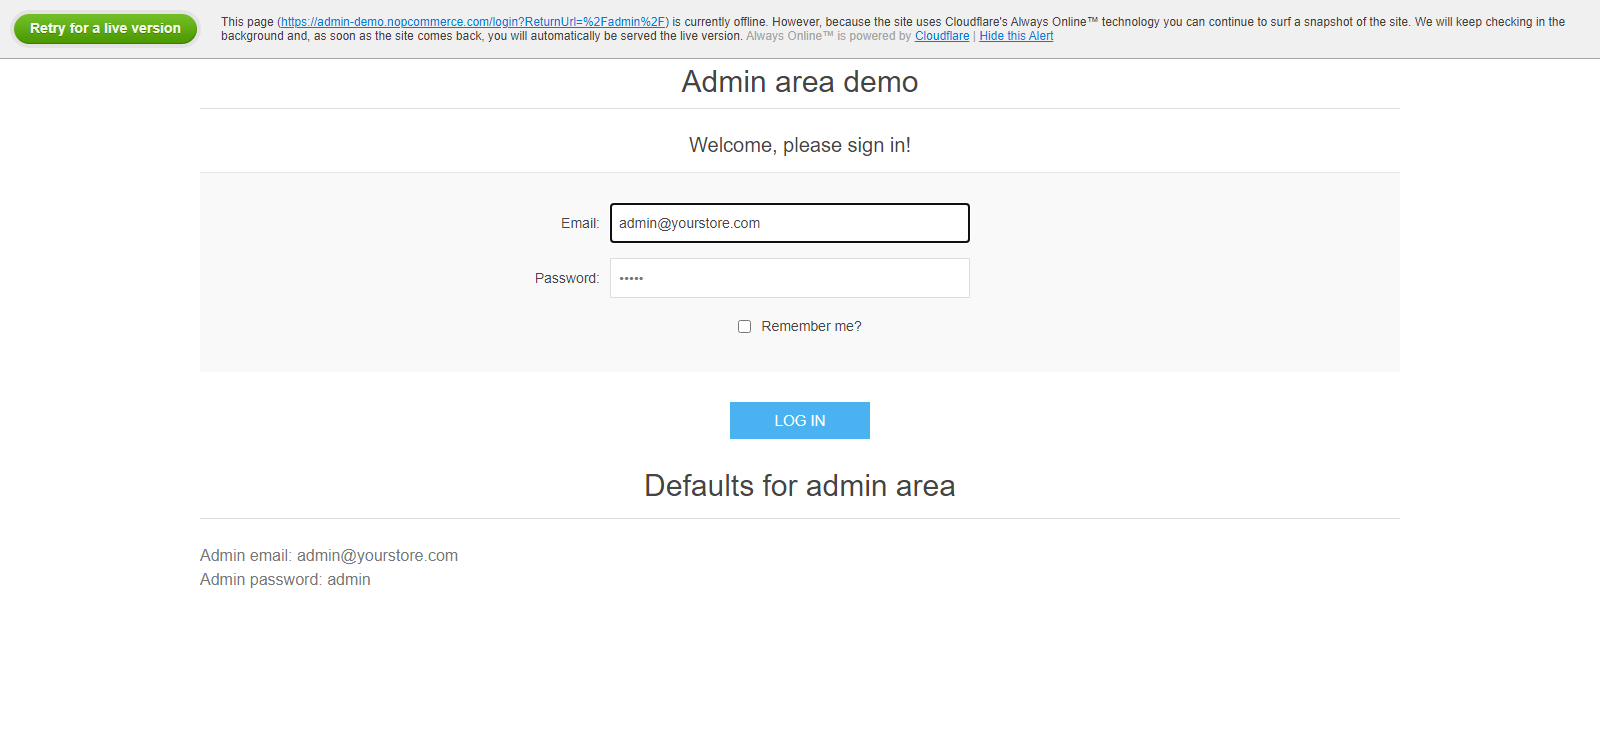 Retry for a live version
This page (https://admin-demo.nopcommerce.com/login?ReturnUrl=%2Fadmin%2F) is currently offline. However, because the site uses Cloudflare's Always Online™ technology you can continue to surf a snapshot of the site. We will keep checking in the
background and, as soon as the site comes back, you will automatically be served the live version. Always Online™ is powered by Cloudflare | Hide this Alert
Admin area demo
Welcome, please sign in!
Email: admin@yourstore.com
Password: •••••
Remember me?
LOG IN
Defaults for admin area
Admin email: admin@yourstore.com
Admin password: admin